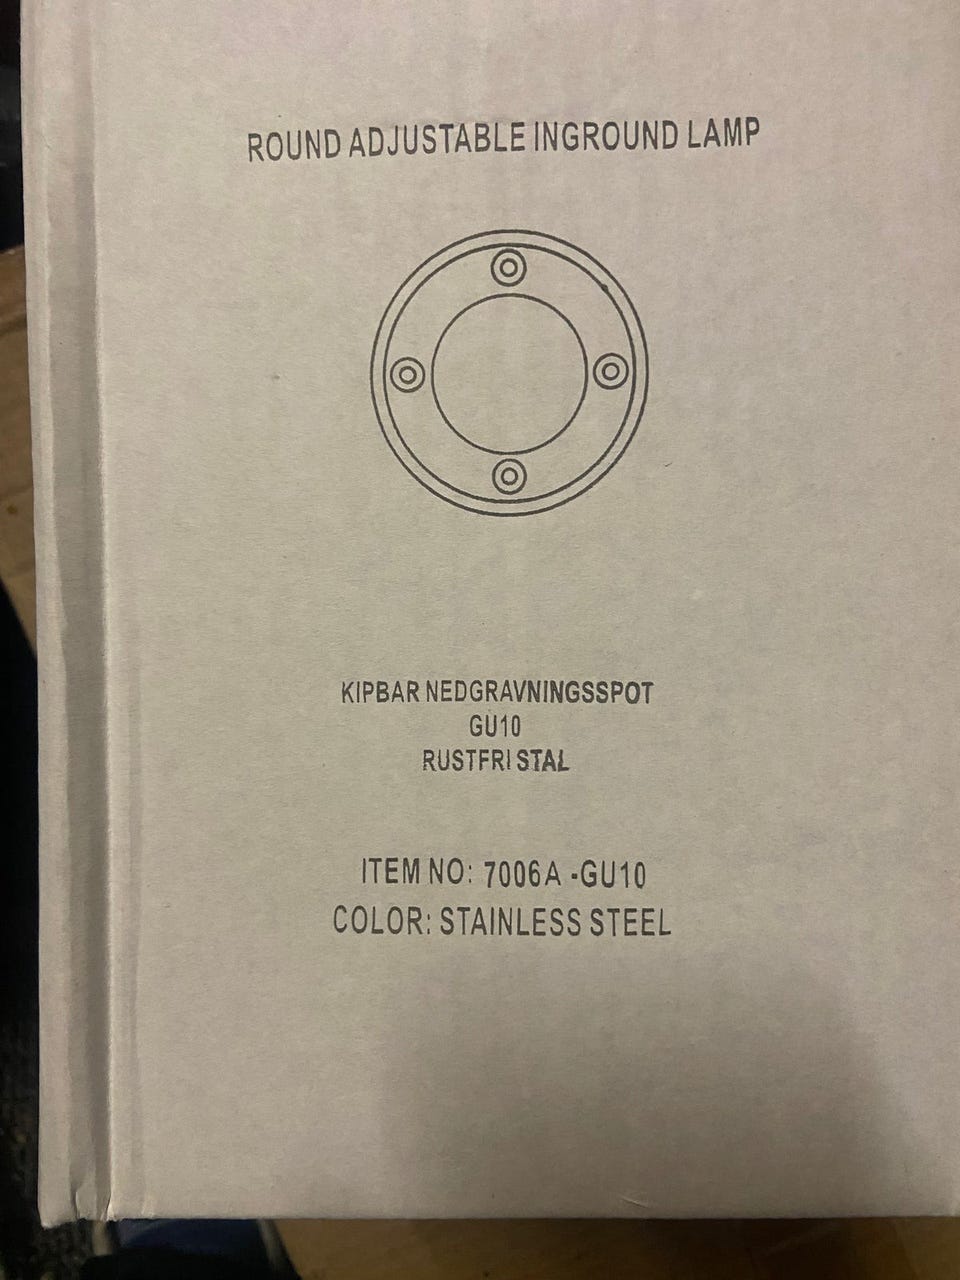 ROUND ADJUSTABLE INGROUND LAMP
KIPBAR NEDGRAVNINGSSPOT
GU10
RUSTFRI STAL
ITEM NO: 7006A -GU10
COLOR: STAINLESS STEEL